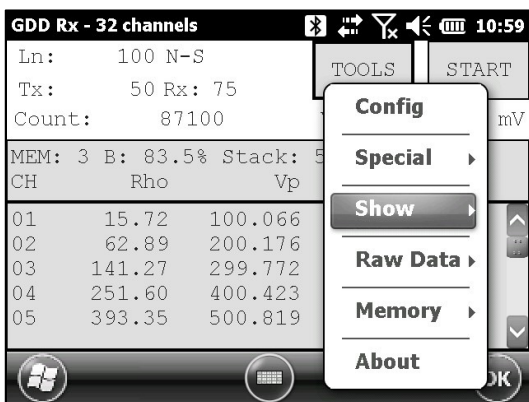 GDD Rx - 32 channels 10:59
Ln: 100 N-S
TOOLS START
Tx: 50 Rx: 75
Count: 87100 mV
MEM: 3 B: 83.5% Stack: 5
CH Rho Vp
01 15.72 100.066
02 62.89 200.176
03 141.27 299.772
04 251.60 400.423
05 393.35 500.819
Config
Special
Show
Raw Data
Memory
About